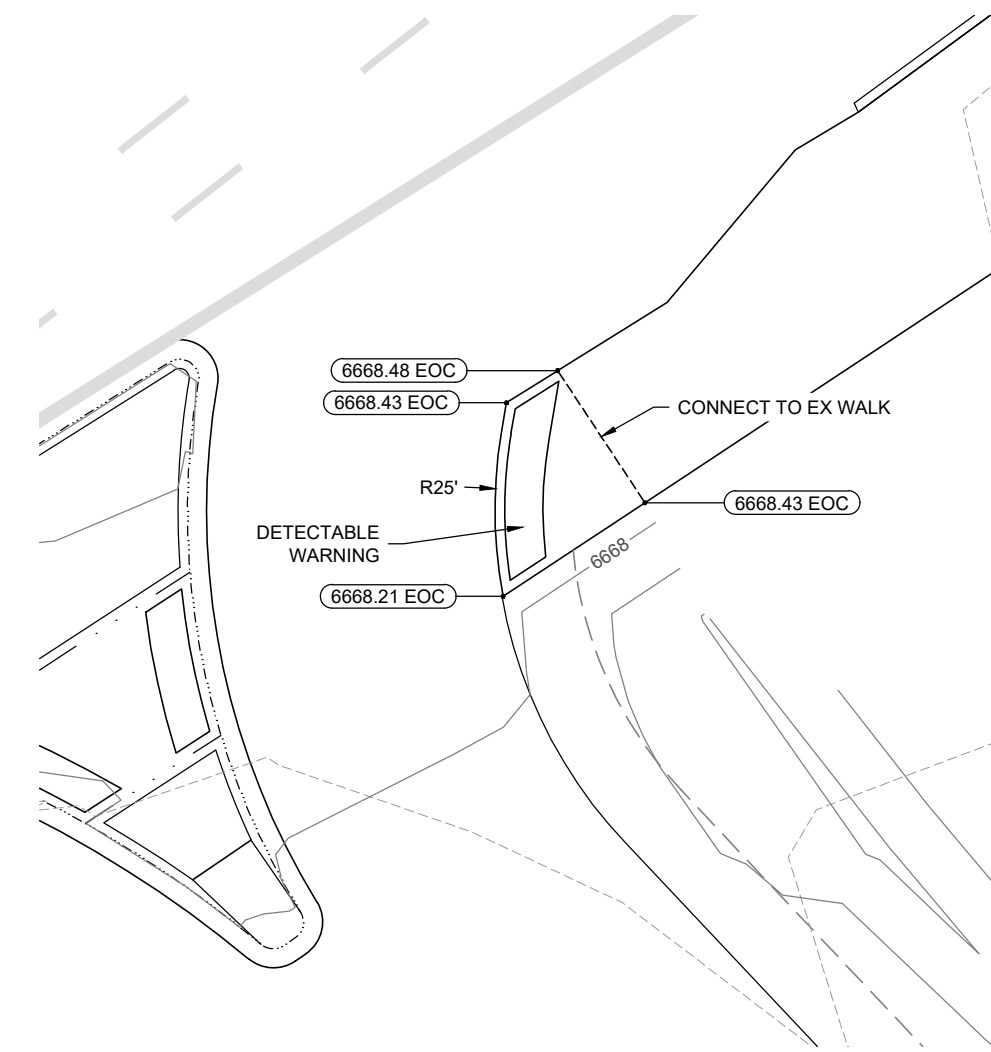 6668.48 EOC
6668.43 EOC
CONNECT TO EX WALK
R25'
6668.43 EOC
DETECTABLE
WARNING
6668
6668.21 EOC